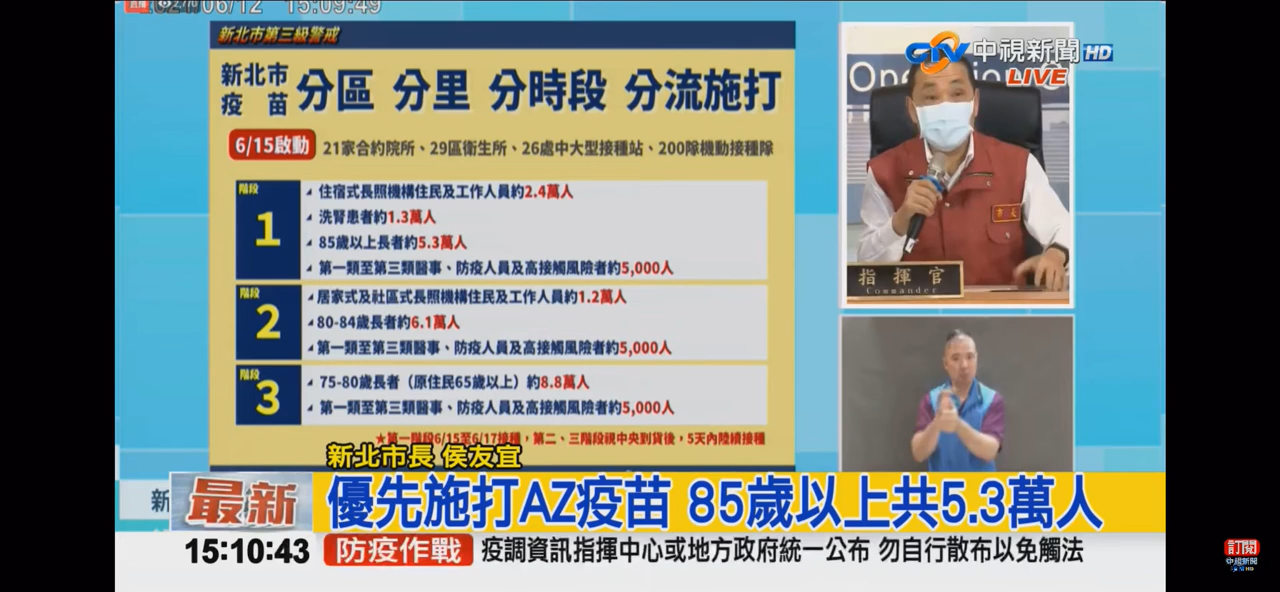 06/12 15:09:49
新北市第三級警戒
新北市
疫苗
分區 分里 分時段 分流施打
6/15啟動
21家合約院所、29區衛生所、26處中大型接種站、200隊機動接種隊
階段
1
住宿式長照機構住民及工作人員約2.4萬人
洗腎患者約1.3萬人
85歲以上長者約5.3萬人
第一類至第三類醫事、防疫人員及高接觸風險者約5,000人
階段
2
居家式及社區式長照機構住民及工作人員約1.2萬人
80-84歲長者約6.1萬人
第一類至第三類醫事、防疫人員及高接觸風險者約5,000人
階段
3
75-80歲長者（原住民65歲以上）約8.8萬人
第一類至第三類醫事、防疫人員及高接觸風險者約5,000人
★第一階段6/15至6/17接種，第二、三階段視中央到貨後，5天內陸續接種
CTV中視新聞HD
LIVE
市長
指揮官
Commander
新北市長 侯友宜
新
最新
優先施打AZ疫苗 85歲以上共5.3萬人
15:10:43
防疫作戰
疫調資訊指揮中心或地方政府統一公布 勿自行散布以免觸法
訂閱
中視新聞
HD